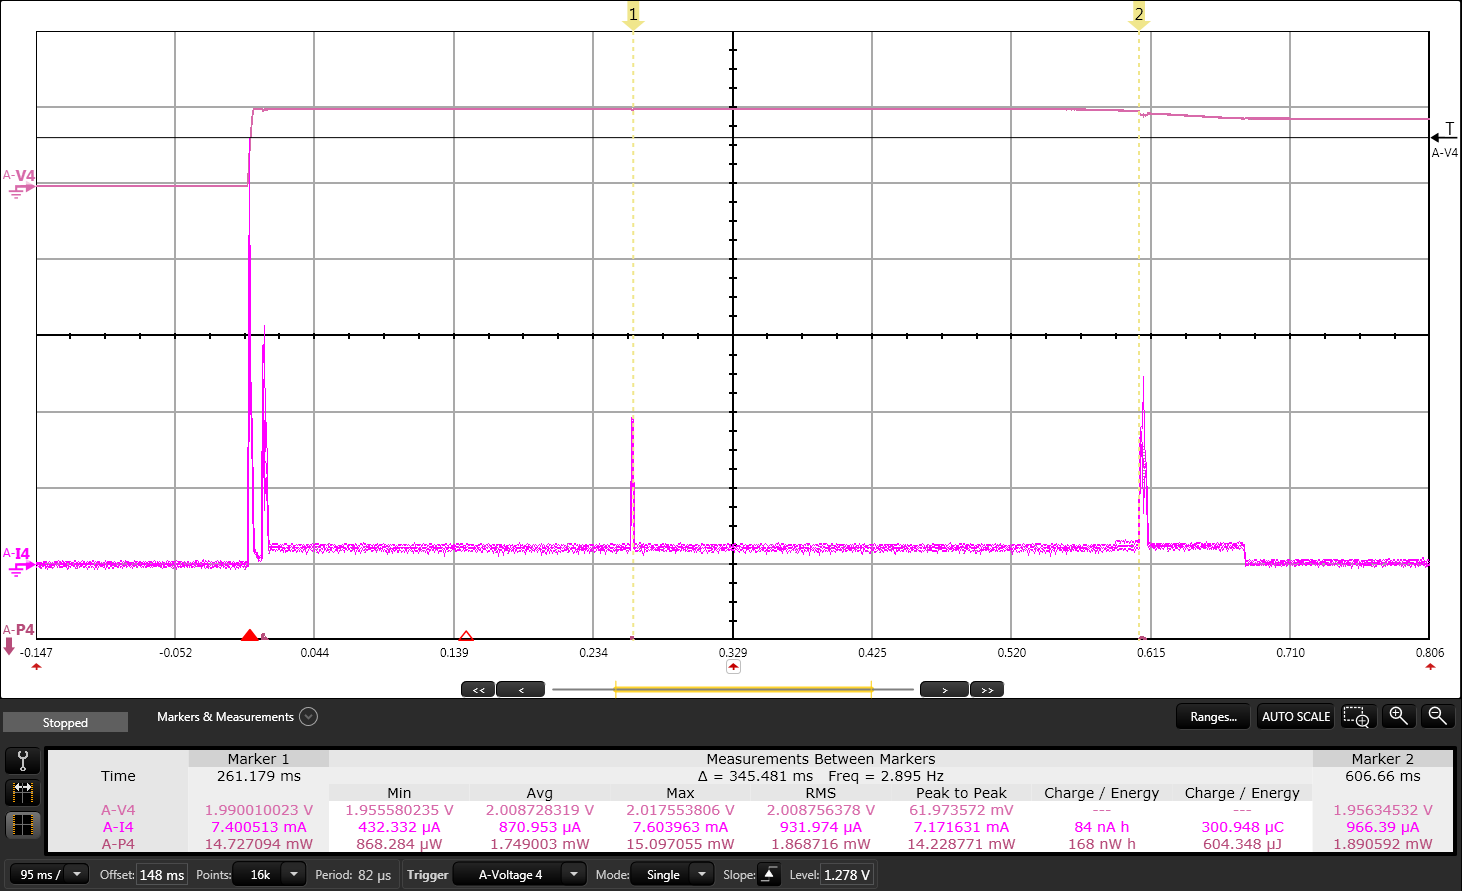 1 2
T
A-V4
A-V4
A-I4
A-P4
-0.147 -0.052 0.044 0.139 0.234 0.329 0.425 0.520 0.615 0.710 0.806
<< < > >>
Stopped Markers & Measurements Ranges... AUTO SCALE
Marker 1 Measurements Between Markers Marker 2
Time 261.179 ms Δ = 345.481 ms Freq = 2.895 Hz 606.66 ms
Min Avg Max RMS Peak to Peak Charge / Energy Charge / Energy
A-V4 1.990010023 V 1.955580235 V 2.008728319 V 2.017553806 V 2.008756378 V 61.973572 mV --- --- 1.95634532 V
A-I4 7.400513 mA 432.332 µA 870.953 µA 7.603963 mA 931.974 µA 7.171631 mA 84 nA h 300.948 µC 966.39 µA
A-P4 14.727094 mW 868.284 µW 1.749003 mW 15.097055 mW 1.868716 mW 14.228771 mW 168 nW h 604.348 µJ 1.890592 mW
95 ms / Offset: 148 ms Points: 16k Period: 82 µs Trigger A-Voltage 4 Mode: Single Slope: Level: 1.278 V